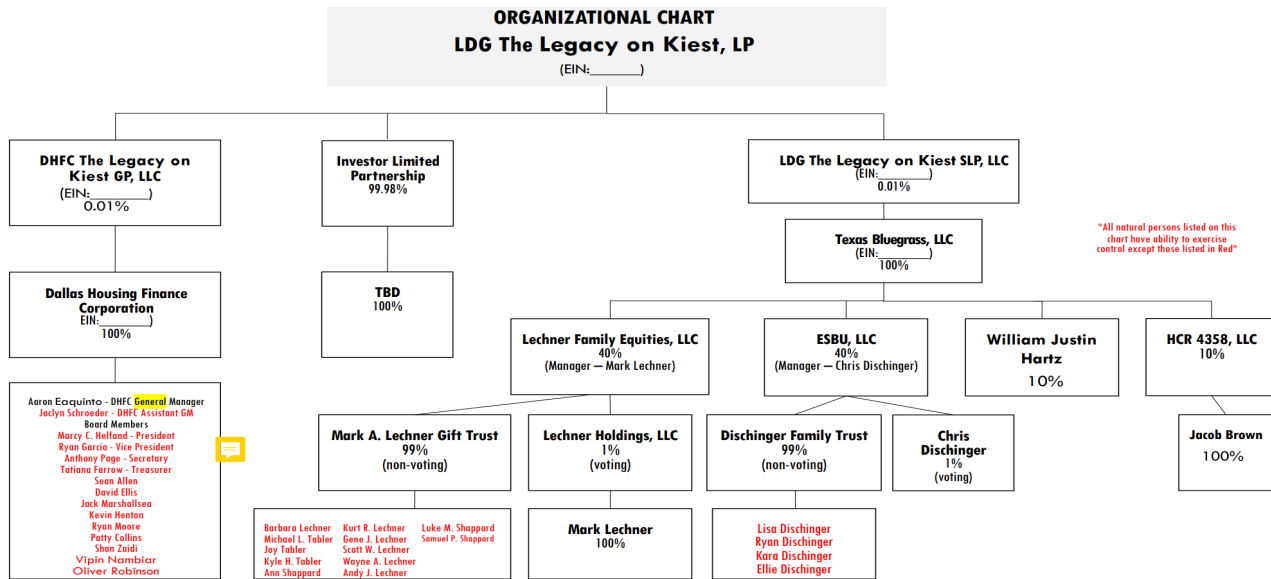 ORGANIZATIONAL CHART
LDG The Legacy on Kiest, LP
(EIN:_______)
DHFC The Legacy on
Kiest GP, LLC
(EIN:________)
0.01%
Investor Limited
Partnership
99.98%
LDG The Legacy on Kiest SLP, LLC
(EIN:________)
0.01%
Texas Bluegrass, LLC
(EIN:________)
100%
*All natural persons listed on this
chart have ability to exercise
control except those listed in Red*
Dallas Housing Finance
Corporation
EIN:________)
100%
TBD
100%
Lechner Family Equities, LLC
40%
(Manager – Mark Lechner)
ESBU, LLC
40%
(Manager – Chris Dischinger)
William Justin
Hartz
10%
HCR 4358, LLC
10%
Aaron Eaquinto - DHFC General Manager
Jaclyn Schroeder - DHFC Assistant GM
Board Members
Marcy C. Helfand - President
Ryan Garcia - Vice President
Anthony Page - Secretary
Tatiana Farrow - Treasurer
Sean Allen
David Ellis
Jack Marshallsea
Kevin Henton
Ryan Moore
Patty Collins
Shan Zaidi
Vipin Nambiar
Oliver Robinson
Mark A. Lechner Gift Trust
99%
(non-voting)
Lechner Holdings, LLC
1%
(voting)
Dischinger Family Trust
99%
(non-voting)
Chris
Dischinger
1%
(voting)
Jacob Brown
100%
Barbara Lechner
Michael L. Tabler
Joy Tabler
Kyle H. Tabler
Ann Shappard
Kurt R. Lechner
Gene J. Lechner
Scott W. Lechner
Wayne A. Lechner
Andy J. Lechner
Luke M. Shappard
Samuel P. Shappard
Mark Lechner
100%
Lisa Dischinger
Ryan Dischinger
Kara Dischinger
Ellie Dischinger